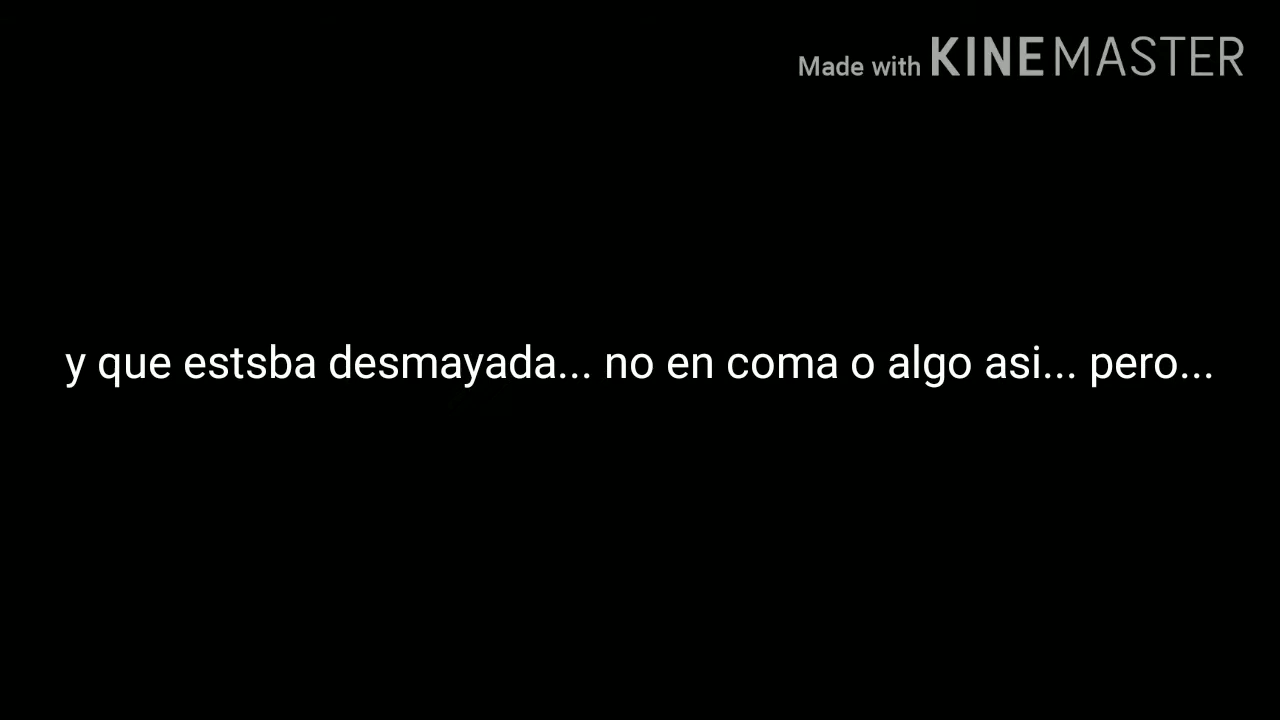 Made with KINEMASTER
y que estsba desmayada... no en coma o algo asi... pero...